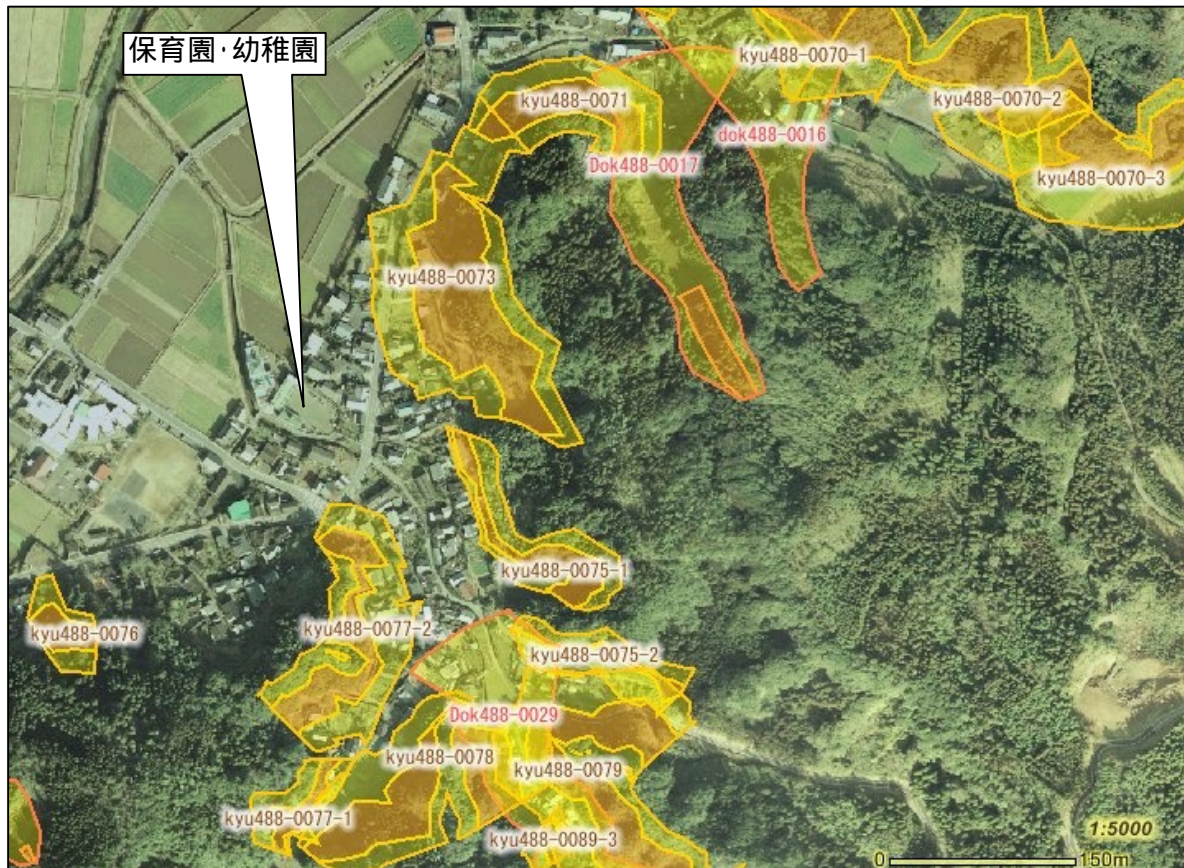 保育園･幼稚園
kyu488-0070-1
kyu488-0071
kyu488-0070-2
dok488-0016
Dok488-0017
kyu488-0070-3
kyu488-0073
kyu488-0075-1
kyu488-0076
kyu488-0077-2
kyu488-0075-2
Dok488-0029
kyu488-0078
kyu488-0079
kyu488-0077-1
kyu488-0089-3
1:5000
0 150m